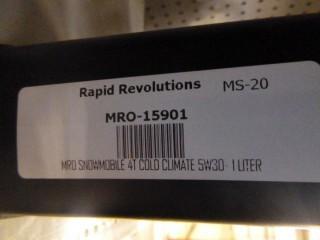 Rapid Revolutions MS-20
MRO-15901
MRO SNOWMOBILE 4T COLD CLIMATE 5W30- 1 LITER